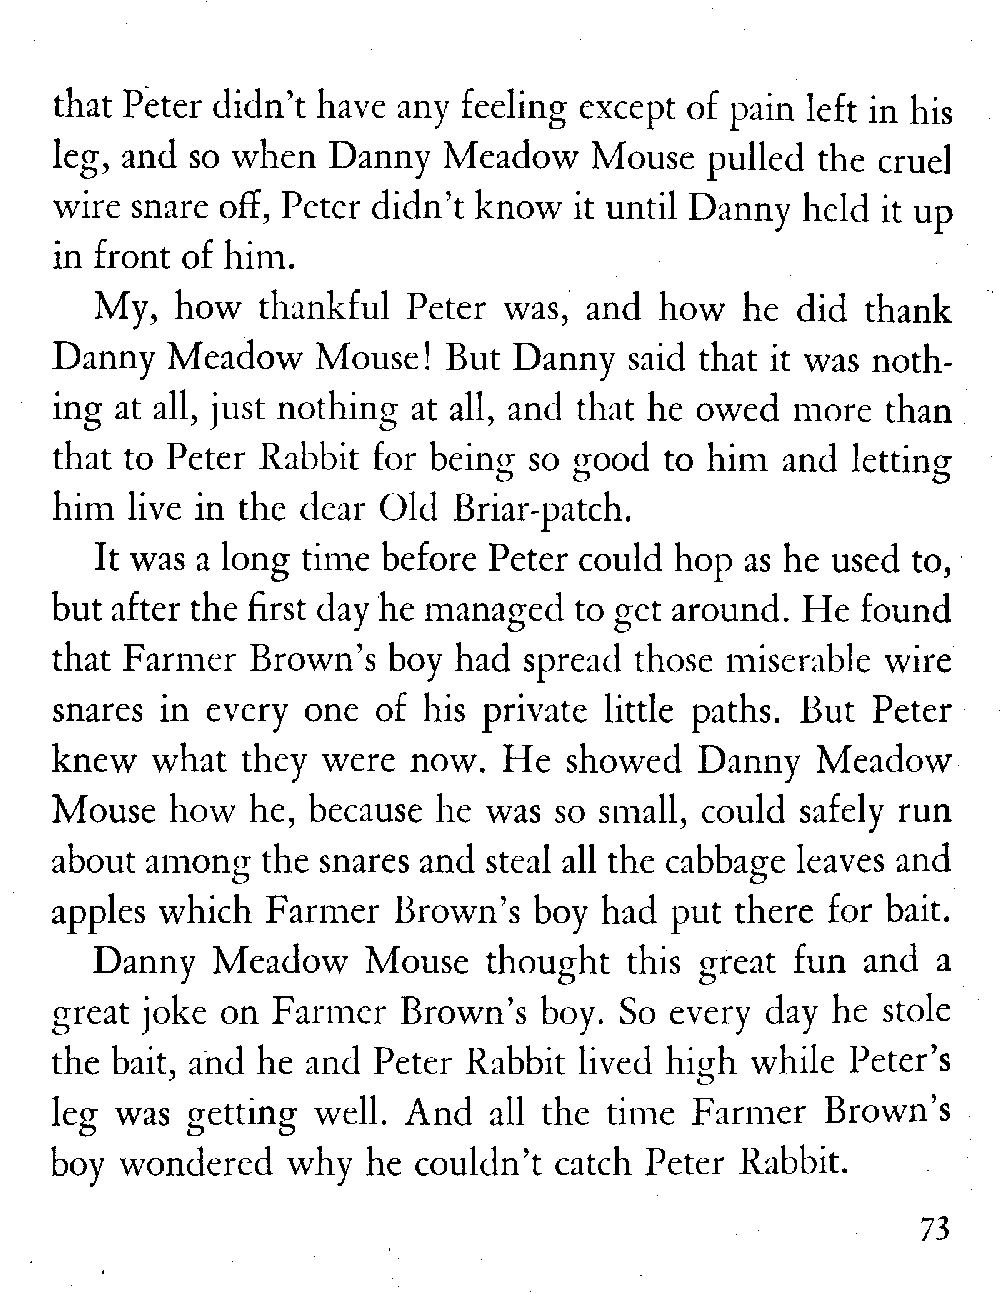 that Peter didn't have any feeling except of pain left in his
leg, and so when Danny Meadow Mouse pulled the cruel
wire snare off, Peter didn't know it until Danny held it up
in front of him.
My, how thankful Peter was, and how he did thank
Danny Meadow Mouse! But Danny said that it was noth-
ing at all, just nothing at all, and that he owed more than
that to Peter Rabbit for being so good to him and letting
him live in the dear Old Briar-patch.
It was a long time before Peter could hop as he used to,
but after the first day he managed to get around. He found
that Farmer Brown's boy had spread those miserable wire
snares in every one of his private little paths. But Peter
knew what they were now. He showed Danny Meadow
Mouse how he, because he was so small, could safely run
about among the snares and steal all the cabbage leaves and
apples which Farmer Brown's boy had put there for bait.
Danny Meadow Mouse thought this great fun and a
great joke on Farmer Brown's boy. So every day he stole
the bait, and he and Peter Rabbit lived high while Peter's
leg was getting well. And all the time Farmer Brown's
boy wondered why he couldn't catch Peter Rabbit.
73